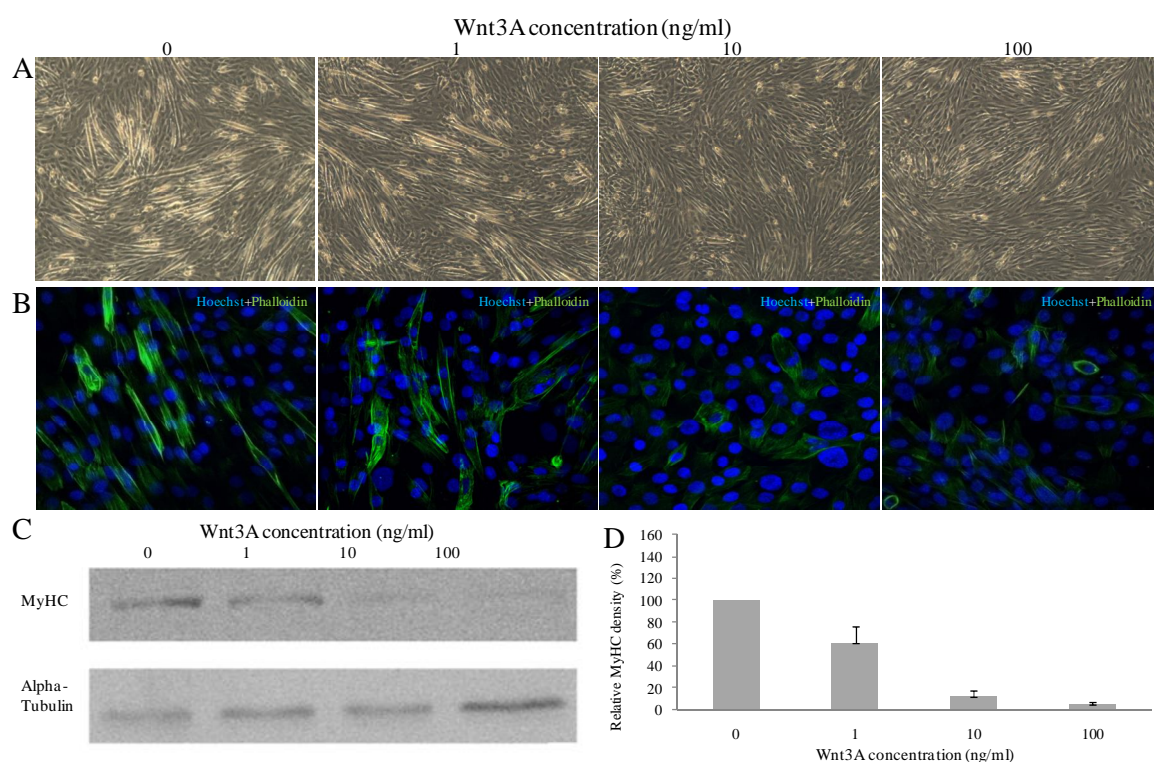 Wnt3A concentration (ng/ml)
0 1 10 100
A
B
Hoechst+Phalloidin Hoechst+Phalloidin Hoechst+Phalloidin Hoechst+Phalloidin
C
Wnt3A concentration (ng/ml)
0 1 10 100
MyHC
Alpha-
Tubulin
D
Relative MyHC density (%)
160
140
120
100
80
60
40
20
0
0 1 10 100
Wnt3A concentration (ng/ml)